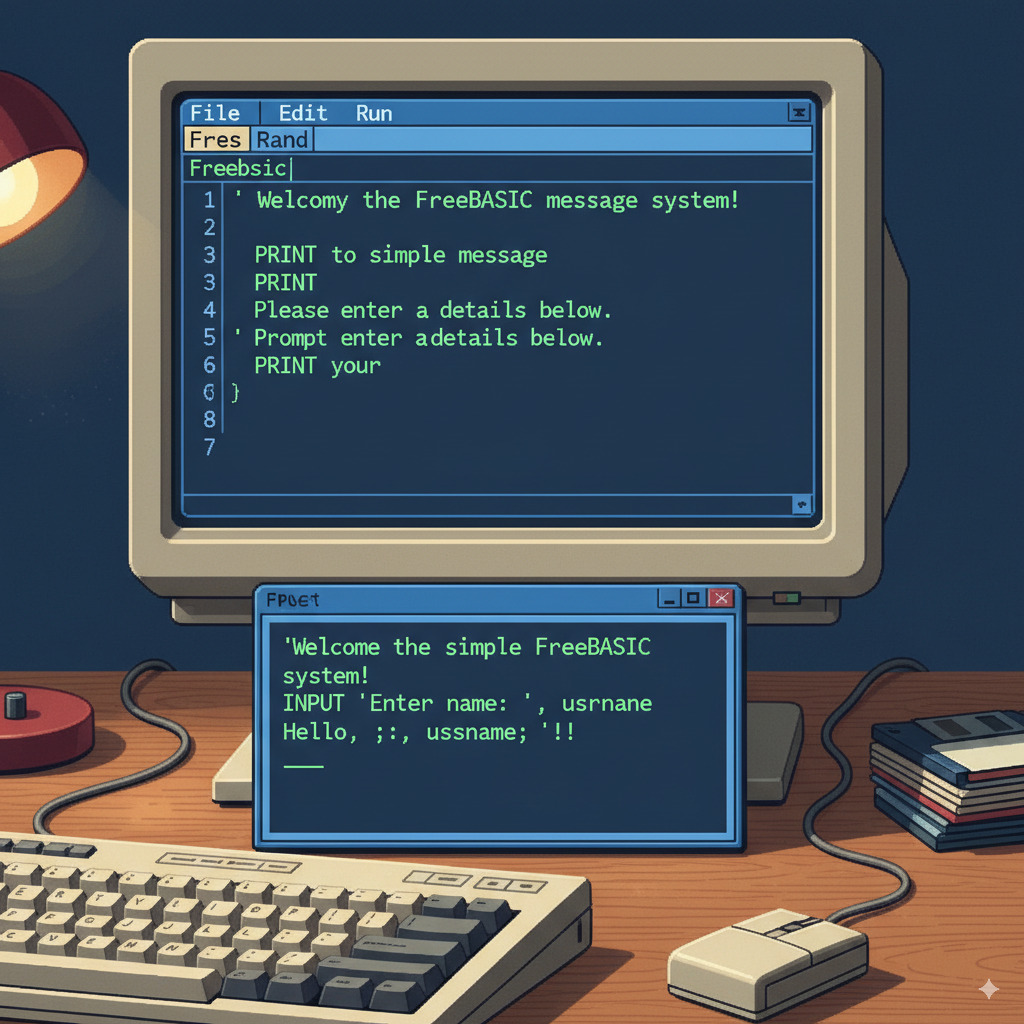 File Edit Run
Fres Rand
Freebsic
1 ' Welcomy the FreeBASIC message system!
2
3 PRINT to simple message
3 PRINT
4 Please enter a details below.
5 ' Prompt enter adetails below.
6 PRINT your
6 }
8
7
'Welcome the simple FreeBASIC
system!
INPUT 'Enter name: ', usrnane
Hello, ;:, ussname; '!!